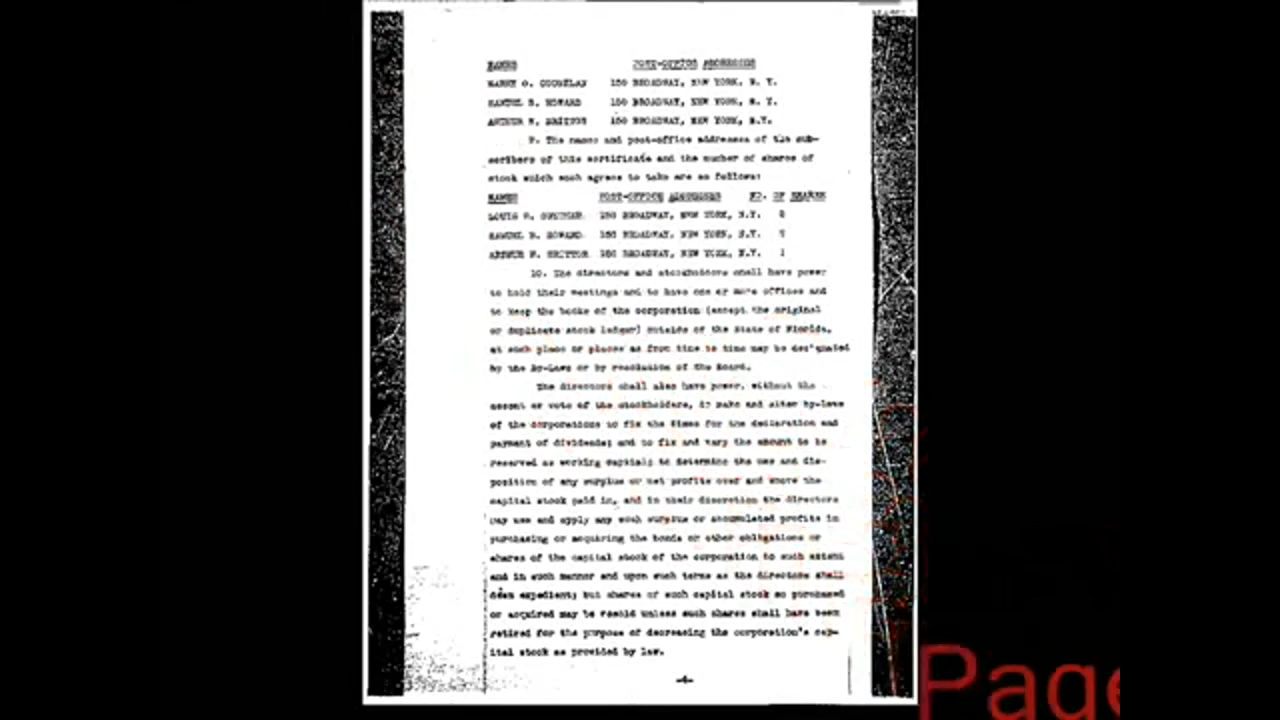 NAMES POST-OFFICE ADDRESSES
HARRY O. 150 BROADWAY, NEW YORK, N. Y.
SAMUEL B. HOWARD 150 BROADWAY, NEW YORK, N. Y.
ARTHUR W. BRITTON 150 BROADWAY, NEW YORK, N.Y.
9. The names and post-office addresses of the sub-
scribers of this certificate and the number of shares of
stock which each agrees to take are as follows:
NAMES POST-OFFICE ADDRESSES NO. OF SHARES
LOUIS 150 BROADWAY, NEW YORK, N.Y.
SAMUEL B. HOWARD 150 BROADWAY, NEW YORK, N.Y.
ARTHUR W. BRITTON 150 BROADWAY, NEW YORK, N.Y. 1
10. The directors and stockholders shall have power
to hold their meetings and to have one or more offices and
to keep the books of the corporation (except the original
or duplicate stock ledger) outside of the State of Florida,
at such place or places as from time to time may be designated
by the By-Laws or by resolution of the Board.
The directors shall also have power, without the
assent or vote of the stockholders, to make and alter by-laws
of the corporation; to fix the times for the declaration and
payment of dividends; and to fix and vary the amount to be
reserved as working capital; to determine the use and dis-
position of any surplus or net profits over and above the
capital stock paid in, and in their discretion the directors
may use and apply any such surplus or accumulated profits in
purchasing or acquiring the bonds or other obligations or
shares of the capital stock of the corporation to such extent
and in such manner and upon such terms as the directors shall
deem expedient; but shares of such capital stock so purchased
or acquired may be resold unless such shares shall have been
retired for the purpose of decreasing the corporation's cap-
ital stock as provided by law.
Page